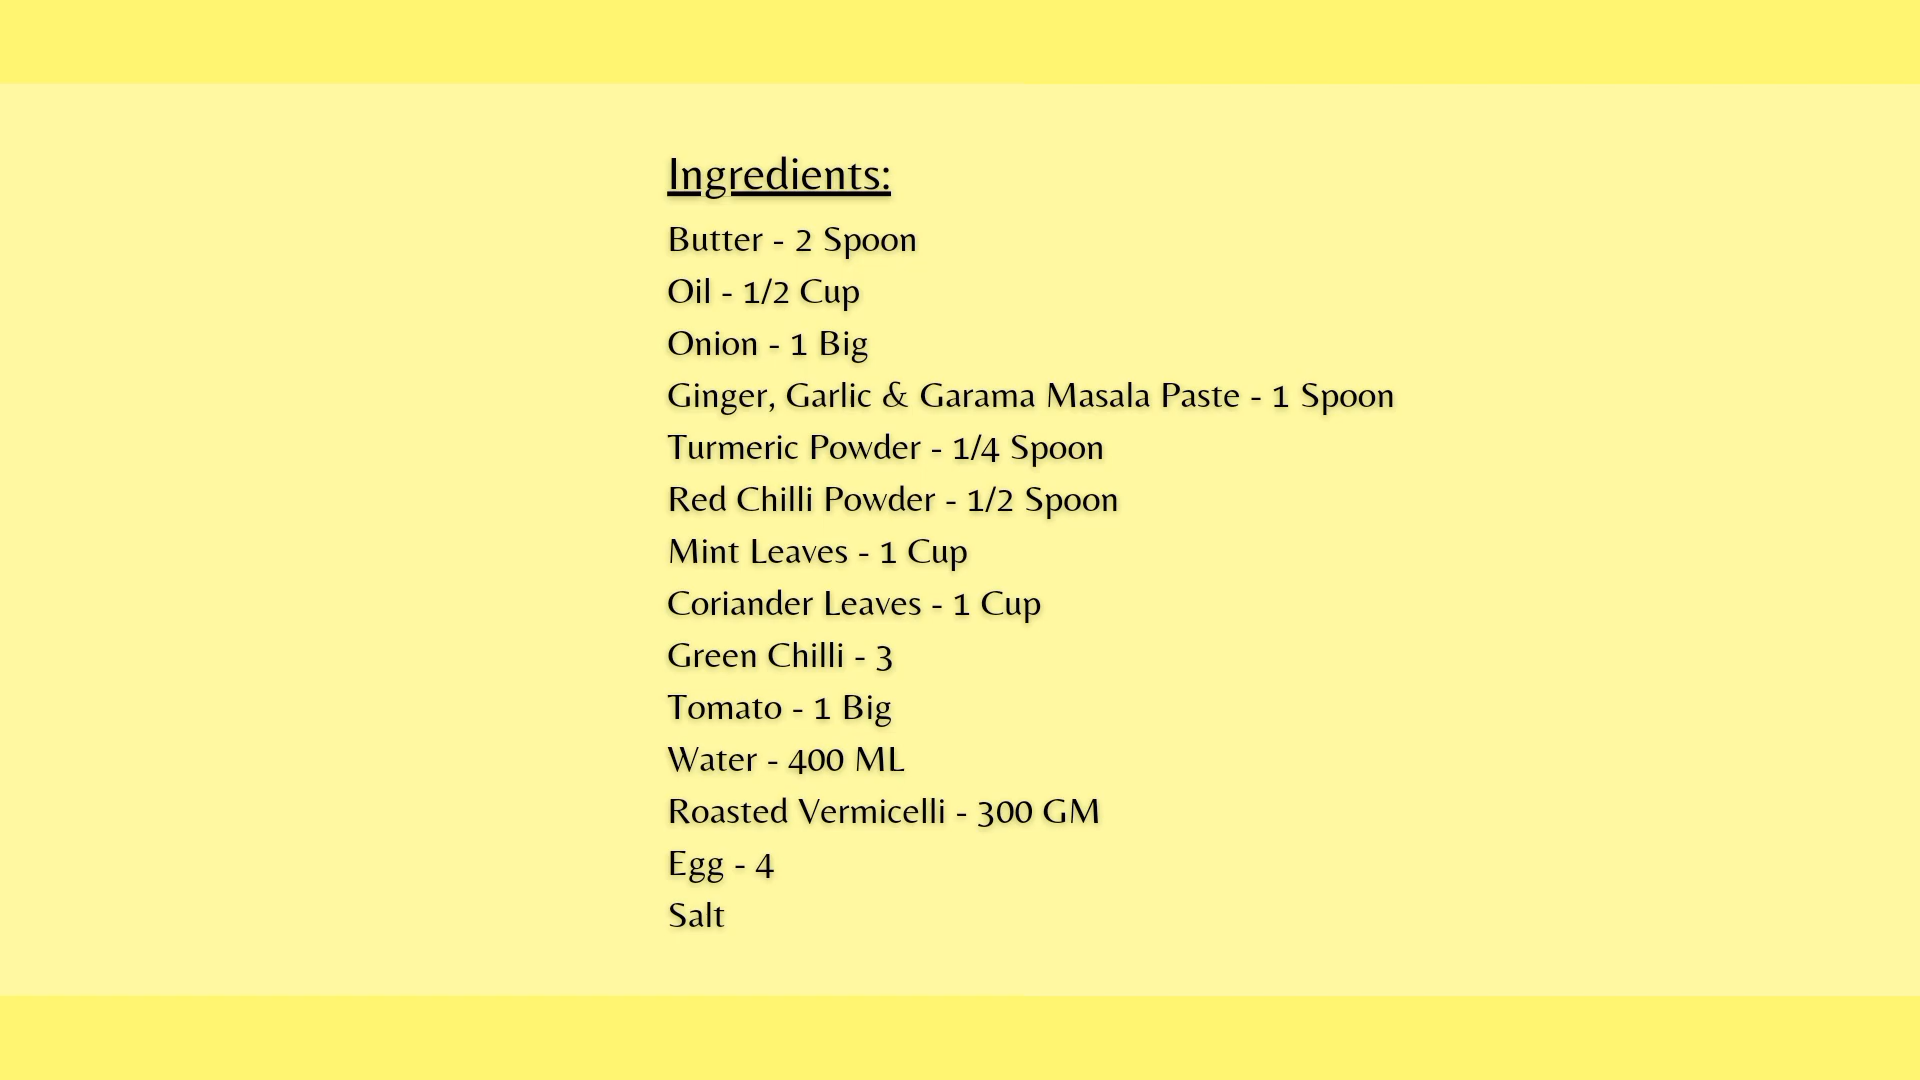 Ingredients:
Butter - 2 Spoon
Oil - 1/2 Cup
Onion - 1 Big
Ginger, Garlic & Garama Masala Paste - 1 Spoon
Turmeric Powder - 1/4 Spoon
Red Chilli Powder - 1/2 Spoon
Mint Leaves - 1 Cup
Coriander Leaves - 1 Cup
Green Chilli - 3
Tomato - 1 Big
Water - 400 ML
Roasted Vermicelli - 300 GM
Egg - 4
Salt